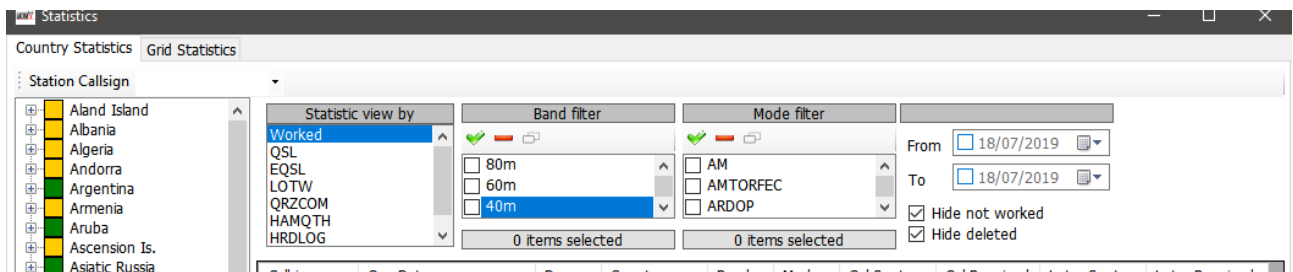 Statistics
Country Statistics Grid Statistics
Station Callsign
Aland Island
Albania
Algeria
Andorra
Argentina
Armenia
Aruba
Ascension Is.
Asiatic Russia
Statistic view by
Worked
QSL
EQSL
LOTW
QRZCOM
HAMQTH
HRDLOG
Band filter
80m
60m
40m
0 items selected
Mode filter
AM
AMTORFEC
ARDOP
0 items selected
From 18/07/2019
To 18/07/2019
Hide not worked
Hide deleted